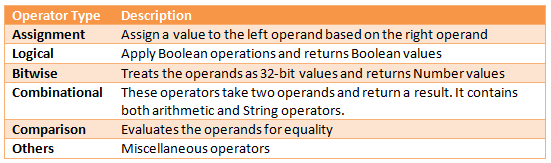 Operator Type Description
Assignment Assign a value to the left operand based on the right operand
Logical Apply Boolean operations and returns Boolean values
Bitwise Treats the operands as 32-bit values and returns Number values
Combinational These operators take two operands and return a result. It contains
both arithmetic and String operators.
Comparison Evaluates the operands for equality
Others Miscellaneous operators